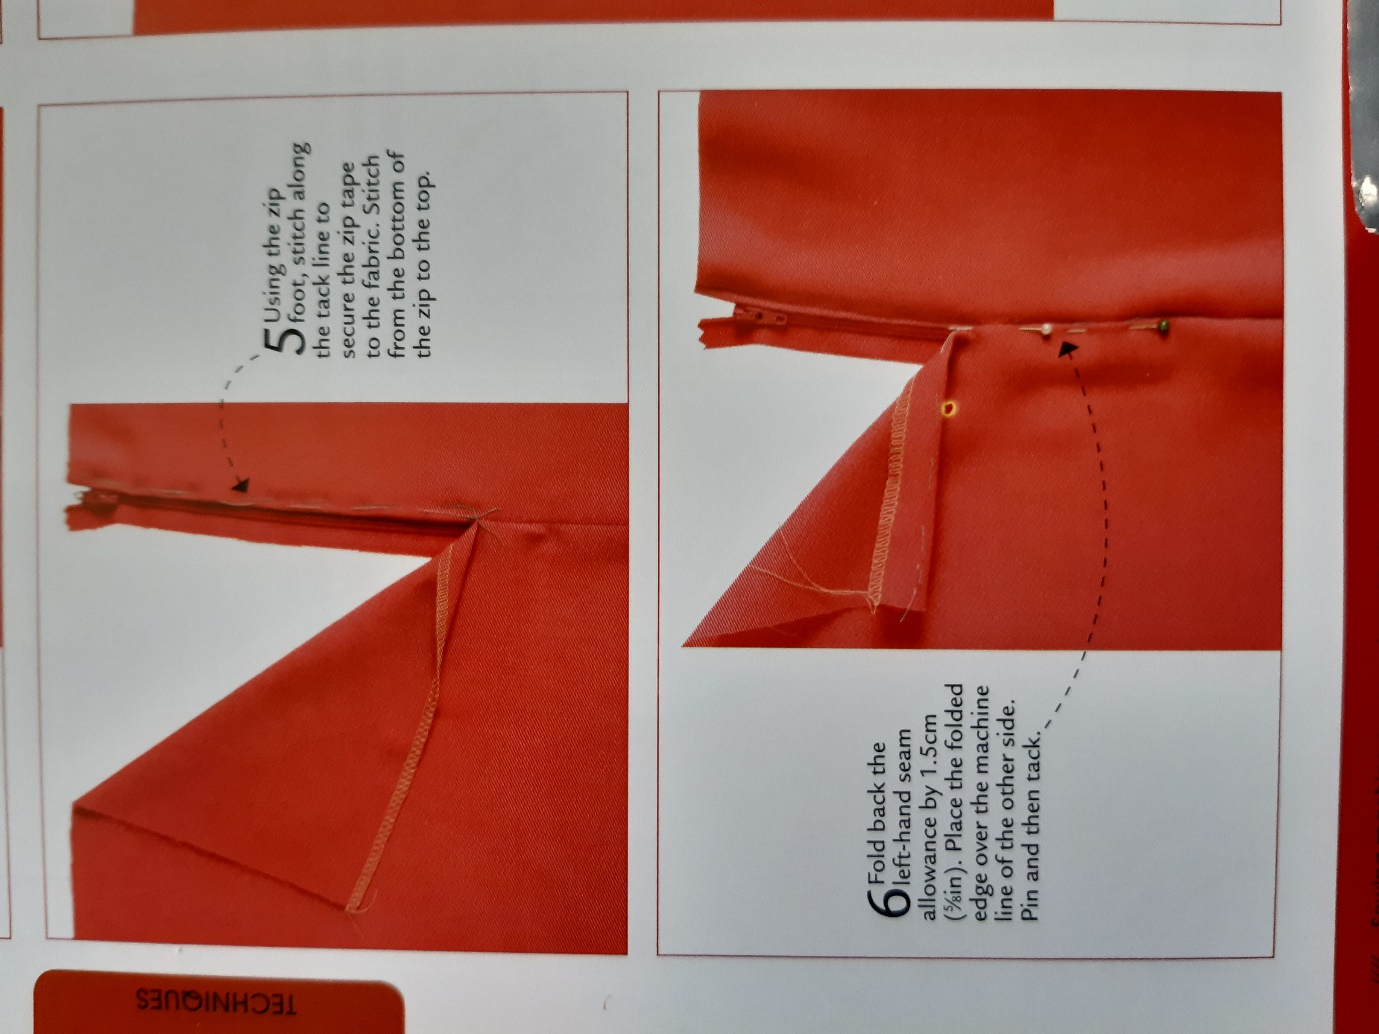 5 Using the zip
foot, stitch along
the tack line to
secure the zip tape
to the fabric. Stitch
from the bottom of
the zip to the top.
6 Fold back the
left-hand seam
allowance by 1.5cm
(⅝in). Place the folded
edge over the machine
line of the other side.
Pin and then tack.
TECHNIQUES